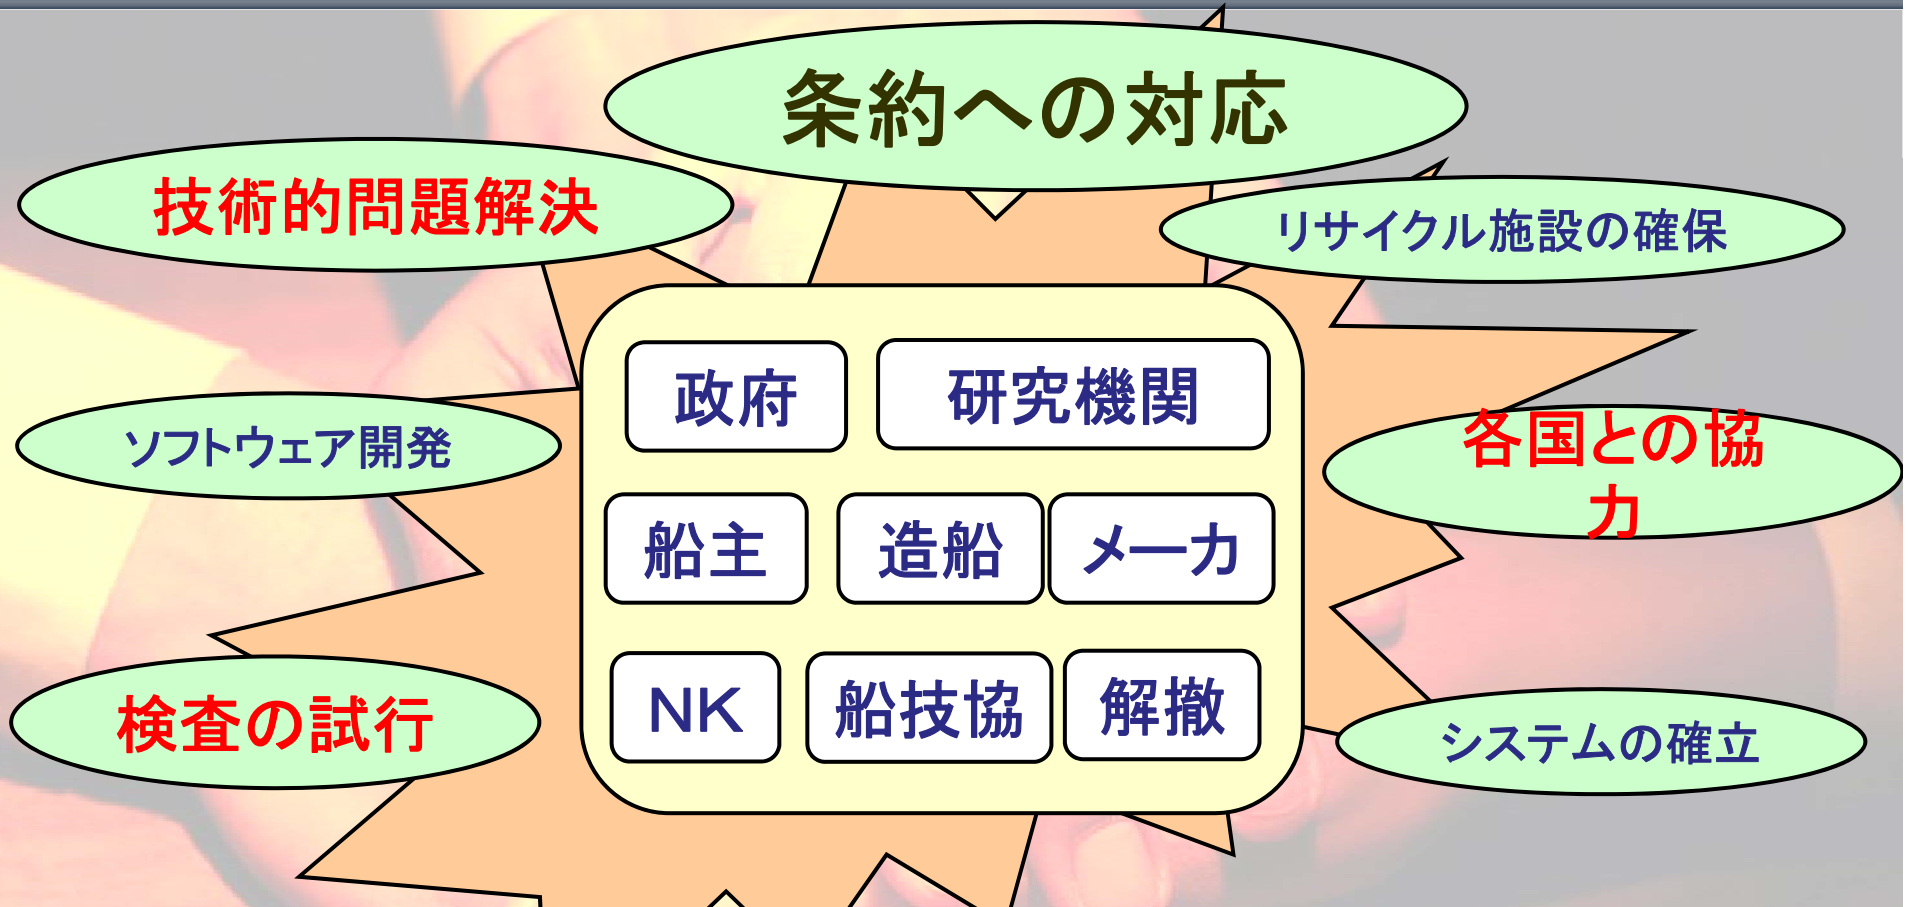 条約への対応
技術的問題解決
リサイクル施設の確保
政府
研究機関
ソフトウェア開発
各国との協
力
船主
造船
メーカ
検査の試行
NK
船技協
解撤
システムの確立